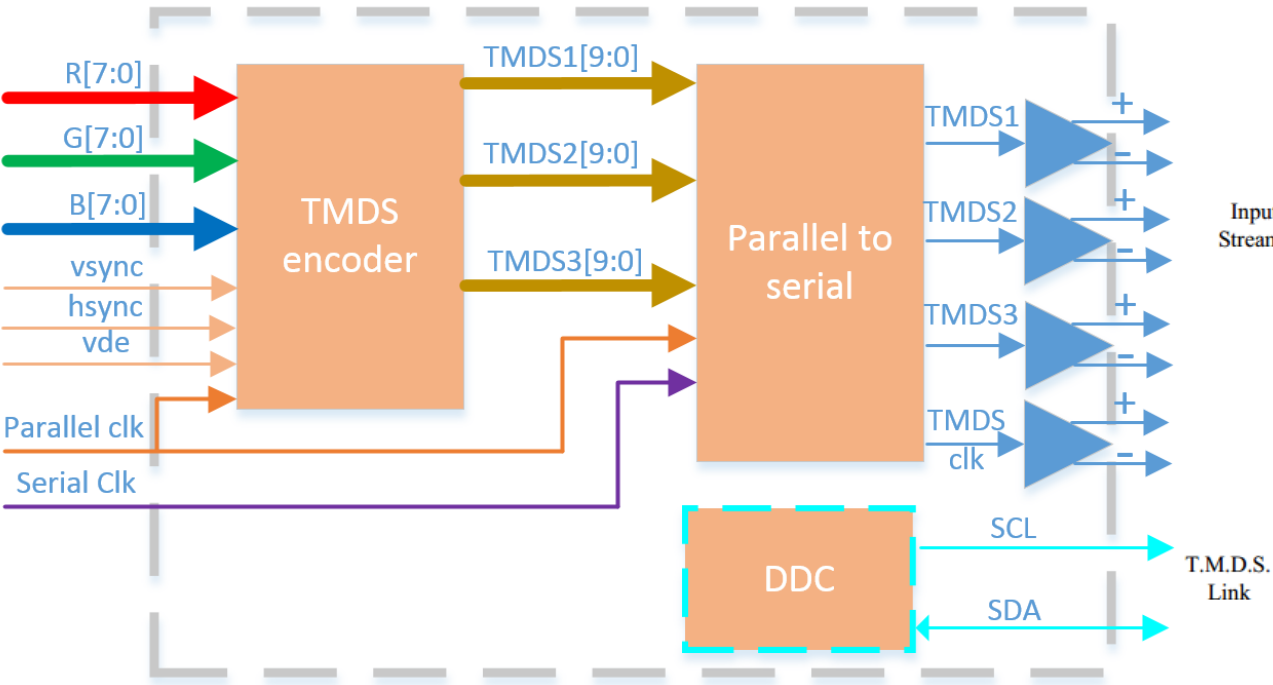 R[7:0]
G[7:0]
B[7:0]
vsync
hsync
vde
Parallel clk
Serial Clk
TMDS
encoder
TMDS1[9:0]
TMDS2[9:0]
TMDS3[9:0]
Parallel to
serial
TMDS1
+
-
TMDS2
+
-
TMDS3
+
-
TMDS
clk
+
-
DDC
SCL
SDA
T.M.D.S.
Link